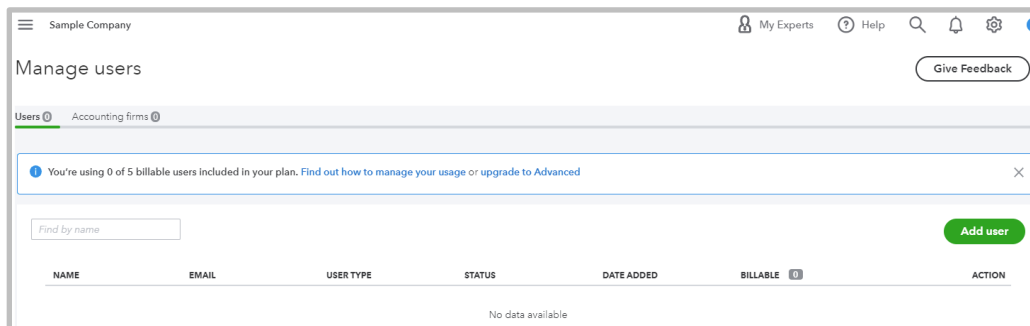 Sample Company My Experts Help
Manage users Give Feedback
Users 0 Accounting firms 0
You're using 0 of 5 billable users included in your plan. Find out how to manage your usage or upgrade to Advanced
Find by name Add user
NAME EMAIL USER TYPE STATUS DATE ADDED BILLABLE 0 ACTION
No data available